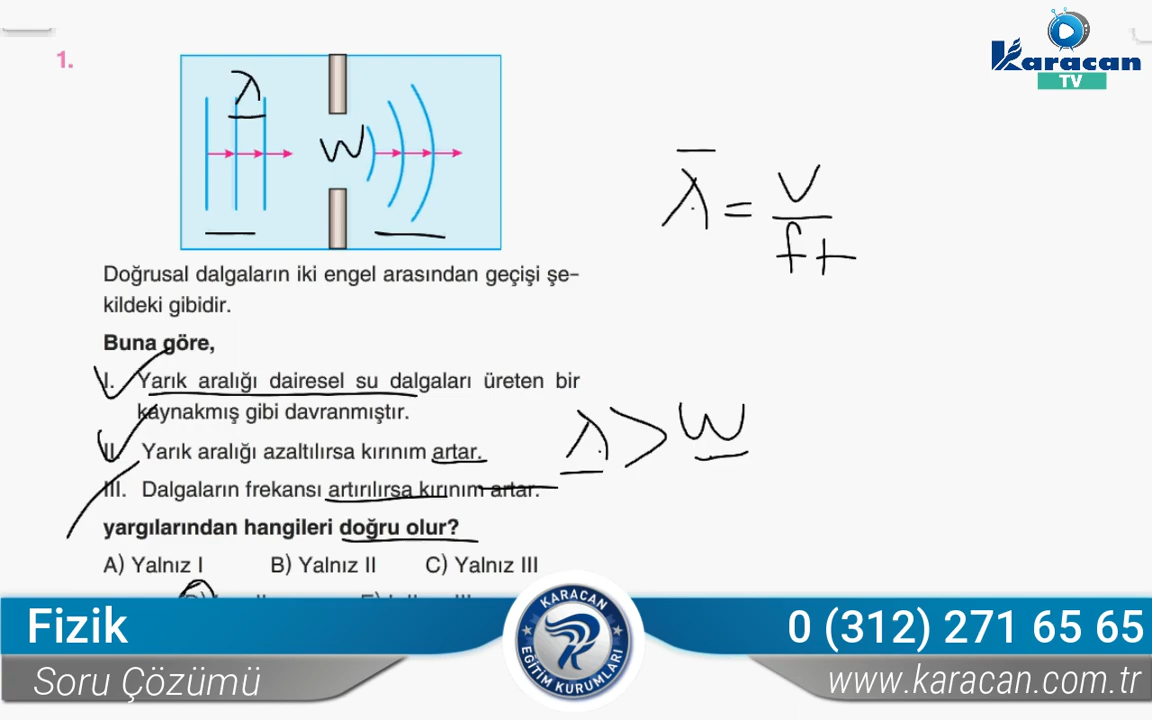 Karacan
TV
1.
λ
W
λ = V
f
Doğrusal dalgaların iki engel arasından geçişi şe-
kildeki gibidir.
Buna göre,
I. Yarık aralığı dairesel su dalgaları üreten bir
kaynakmış gibi davranmıştır.
II. Yarık aralığı azaltılırsa kırınım artar.
λ > W
III. Dalgaların frekansı artırılırsa kırınım artar.
yargılarından hangileri doğru olur?
A) Yalnız I B) Yalnız II C) Yalnız III
Fizik
Soru Çözümü
KARACAN
EĞİTİM KURUMLARI
0 (312) 271 65 65
www.karacan.com.tr